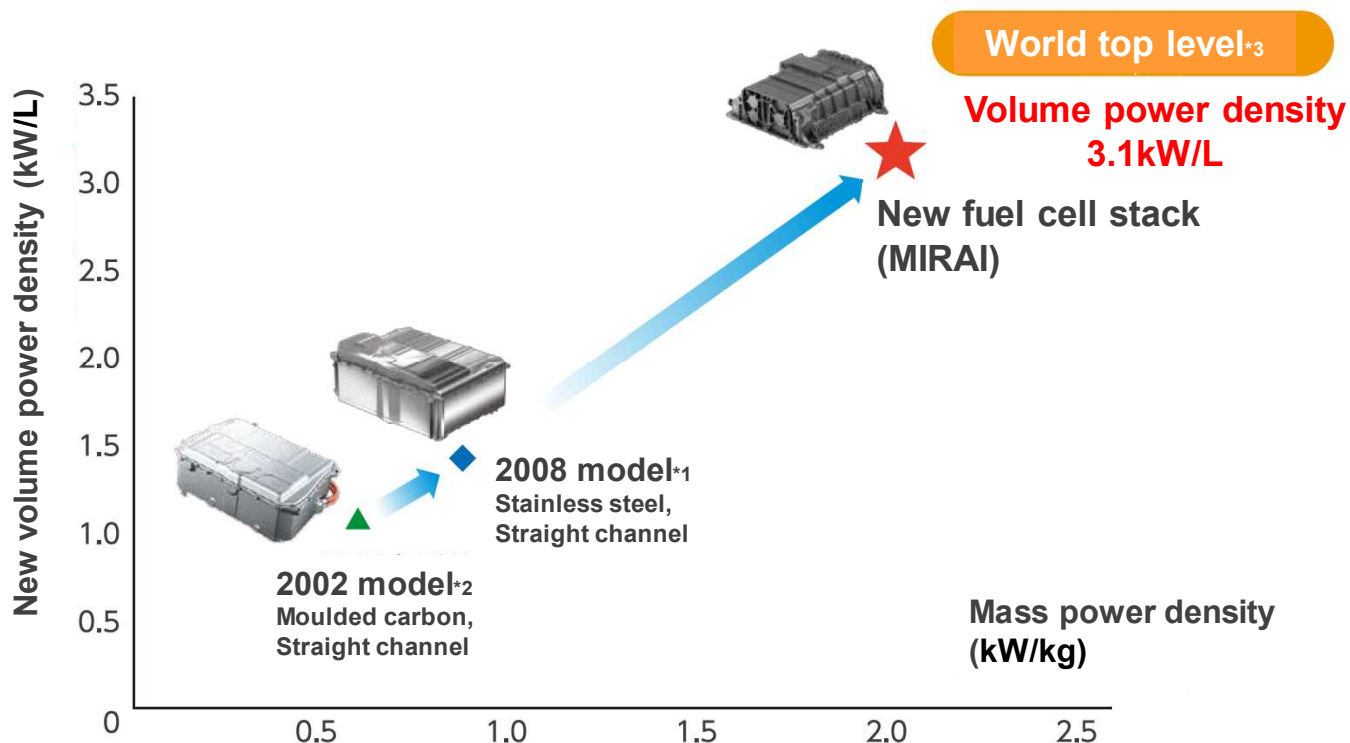 World top level*3
Volume power density
3.1kW/L
New fuel cell stack
(MIRAI)
New volume power density (kW/L)
3.5
3.0
2.5
2.0
1.5
1.0
0.5
0
2008 model*1
Stainless steel,
Straight channel
2002 model*2
Moulded carbon,
Straight channel
Mass power density
(kW/kg)
0.5
1.0
1.5
2.0
2.5